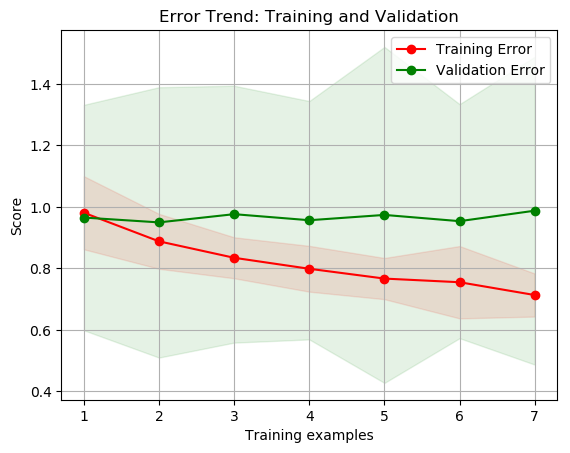 Error Trend: Training and Validation
Training Error
Validation Error
1.4
1.2
1.0
0.8
0.6
0.4
Score
1 2 3 4 5 6 7
Training examples